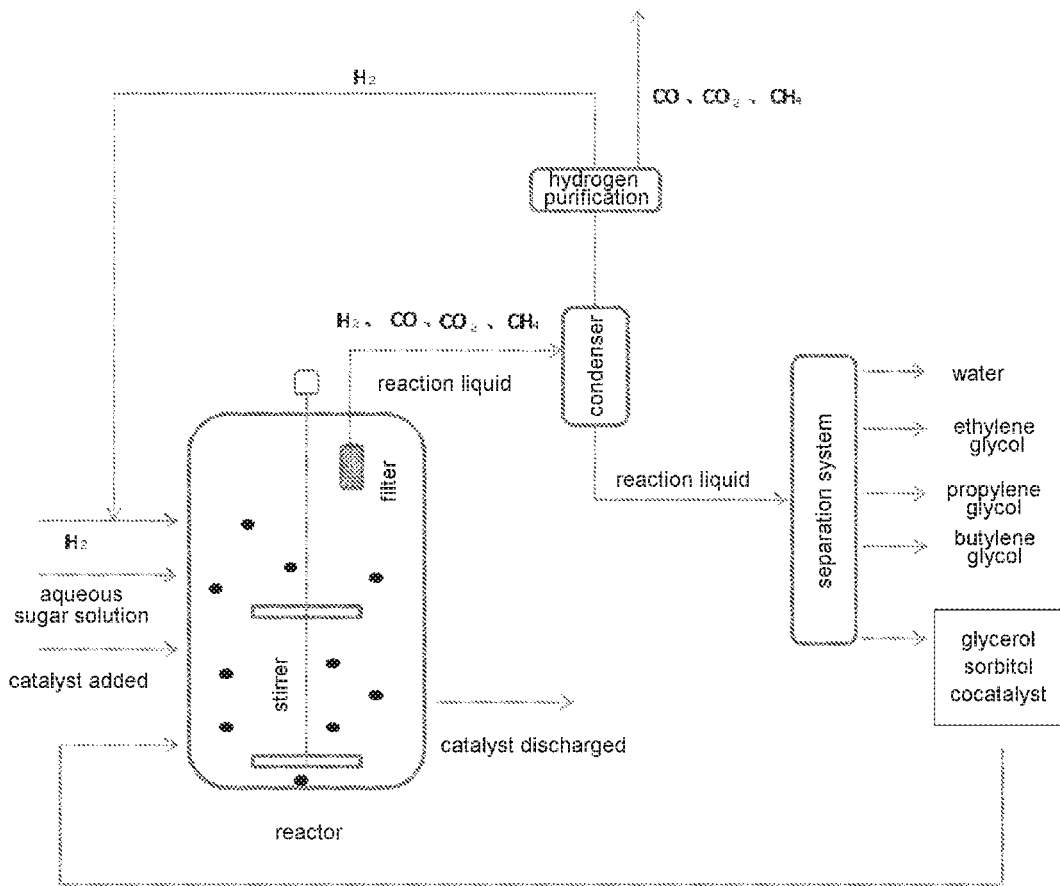 H₂
CO、CO₂、CH₄
hydrogen
purification
H₂、CO、CO₂、CH₄
condenser
reaction liquid
filter
reaction liquid
separation system
water
ethylene
glycol
propylene
glycol
butylene
glycol
glycerol
sorbitol
cocatalyst
H₂
aqueous
sugar solution
catalyst added
stirrer
catalyst discharged
reactor